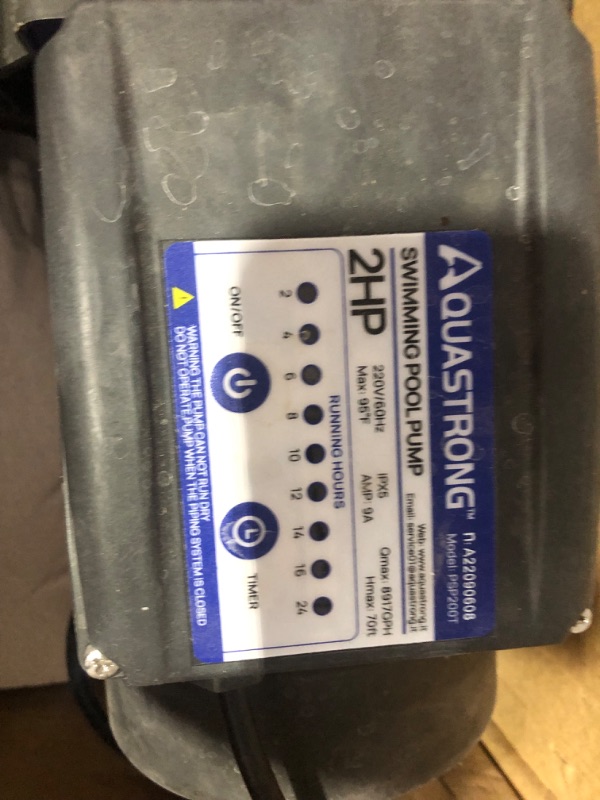 AQUASTRONG™
П A22090608
Model: PSP200T
SWIMMING POOL PUMP
Web: www.aquastrong.it
Email: service01@aquastrong.it
2HP
220V/60Hz IPX5 Qmax: 8917GPH
Max: 95°F AMP 9A Hmax: 70ft
RUNNING HOURS
2 4 6 8 10 12 14 16 24
ON/OFF
TIMER
WARNING: THE PUMP CAN NOT RUN DRY
DO NOT OPERATE PUMP WHEN THE PIPING SYSTEM IS CLOSED